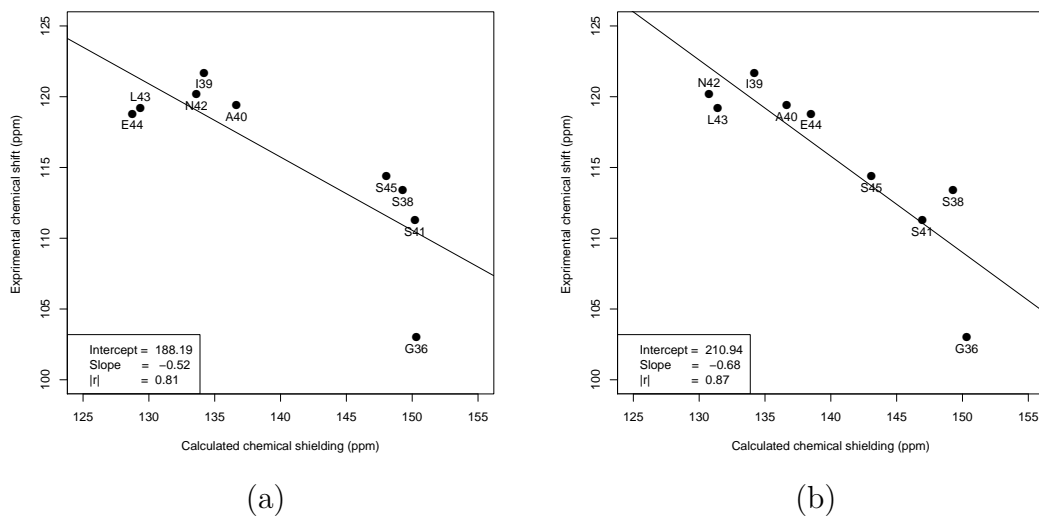 125
120
115
110
105
100
Exprimental chemical shift (ppm)
I39
L43
N42
A40
E44
S45
S38
S41
G36
Intercept = 188.19
Slope = −0.52
|r| = 0.81
125 130 135 140 145 150 155
Calculated chemical shielding (ppm)
(a)
125
120
115
110
105
100
Exprimental chemical shift (ppm)
N42
I39
L43
A40
E44
S45
S38
S41
G36
Intercept = 210.94
Slope = −0.68
|r| = 0.87
125 130 135 140 145 150 155
Calculated chemical shielding (ppm)
(b)